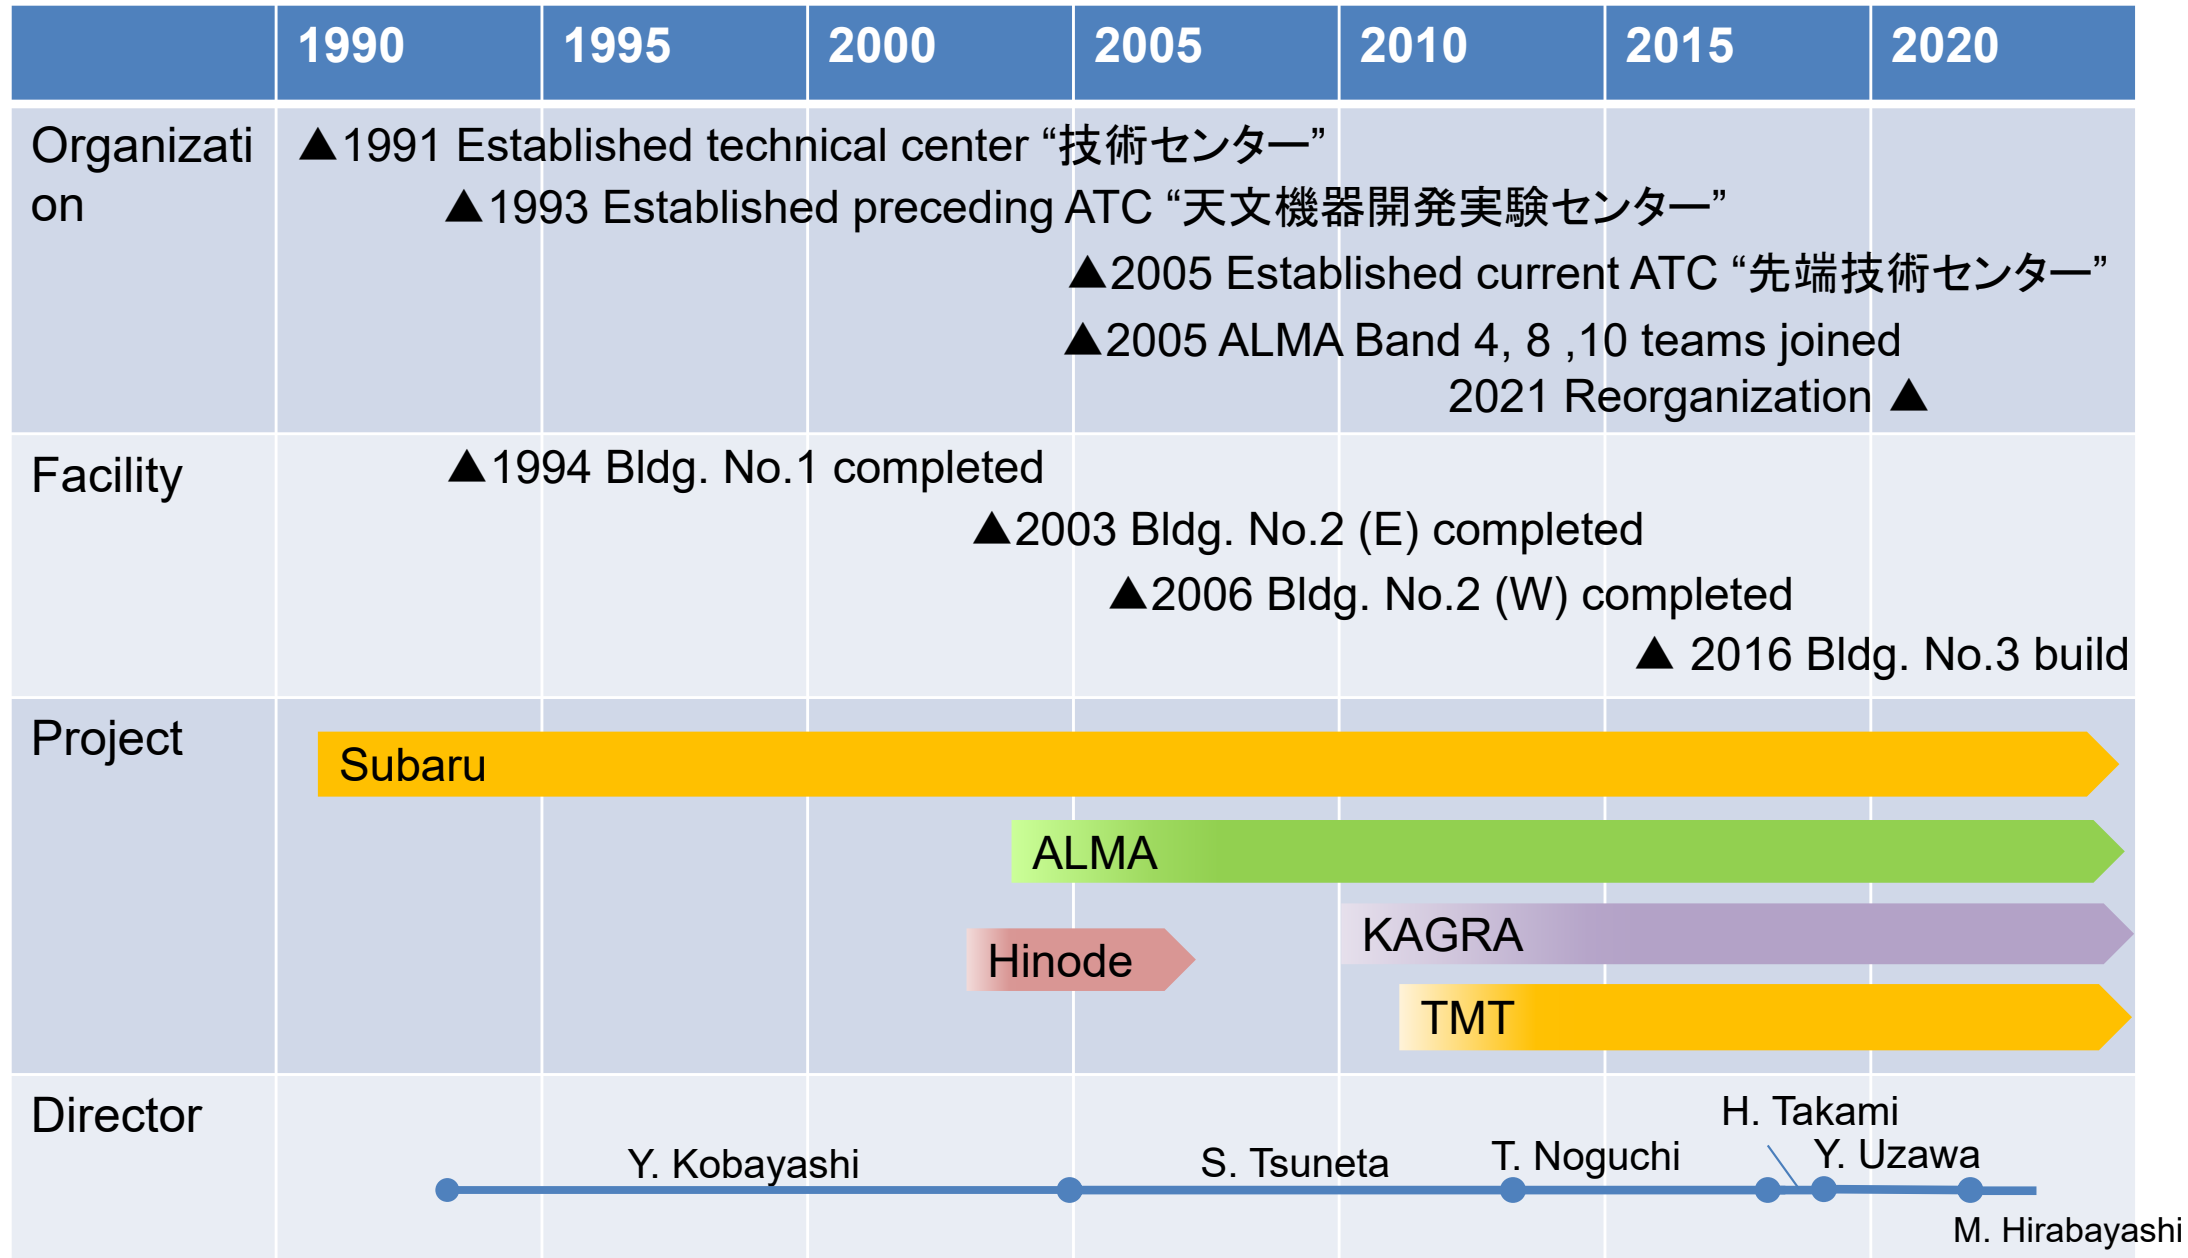 1990 1995 2000 2005 2010 2015 2020
Organizati
on
▲1991 Established technical center “技術センター”
▲1993 Established preceding ATC “天文機器開発実験センター”
▲2005 Established current ATC “先端技術センター”
▲2005 ALMA Band 4, 8 ,10 teams joined
2021 Reorganization ▲
Facility
▲1994 Bldg. No.1 completed
▲2003 Bldg. No.2 (E) completed
▲2006 Bldg. No.2 (W) completed
▲ 2016 Bldg. No.3 build
Project
Subaru
ALMA
KAGRA
Hinode
TMT
Director
H. Takami
Y. Kobayashi S. Tsuneta T. Noguchi Y. Uzawa
M. Hirabayashi